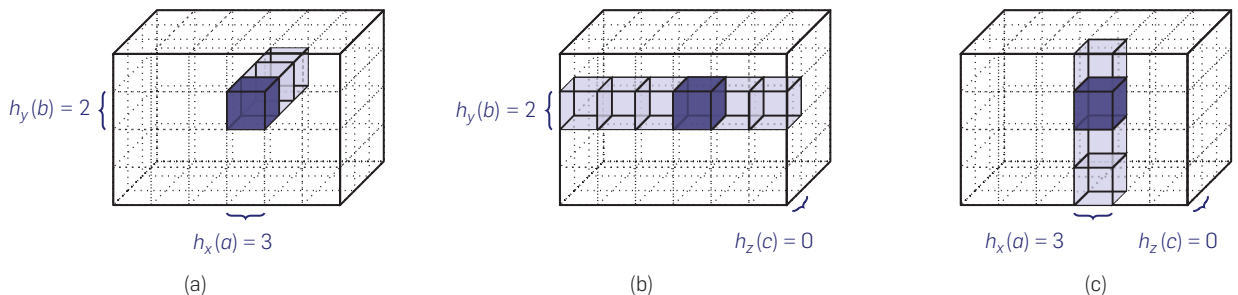 h_y(b) = 2
h_x(a) = 3
(a)
h_y(b) = 2
h_z(c) = 0
(b)
h_x(a) = 3
h_z(c) = 0
(c)